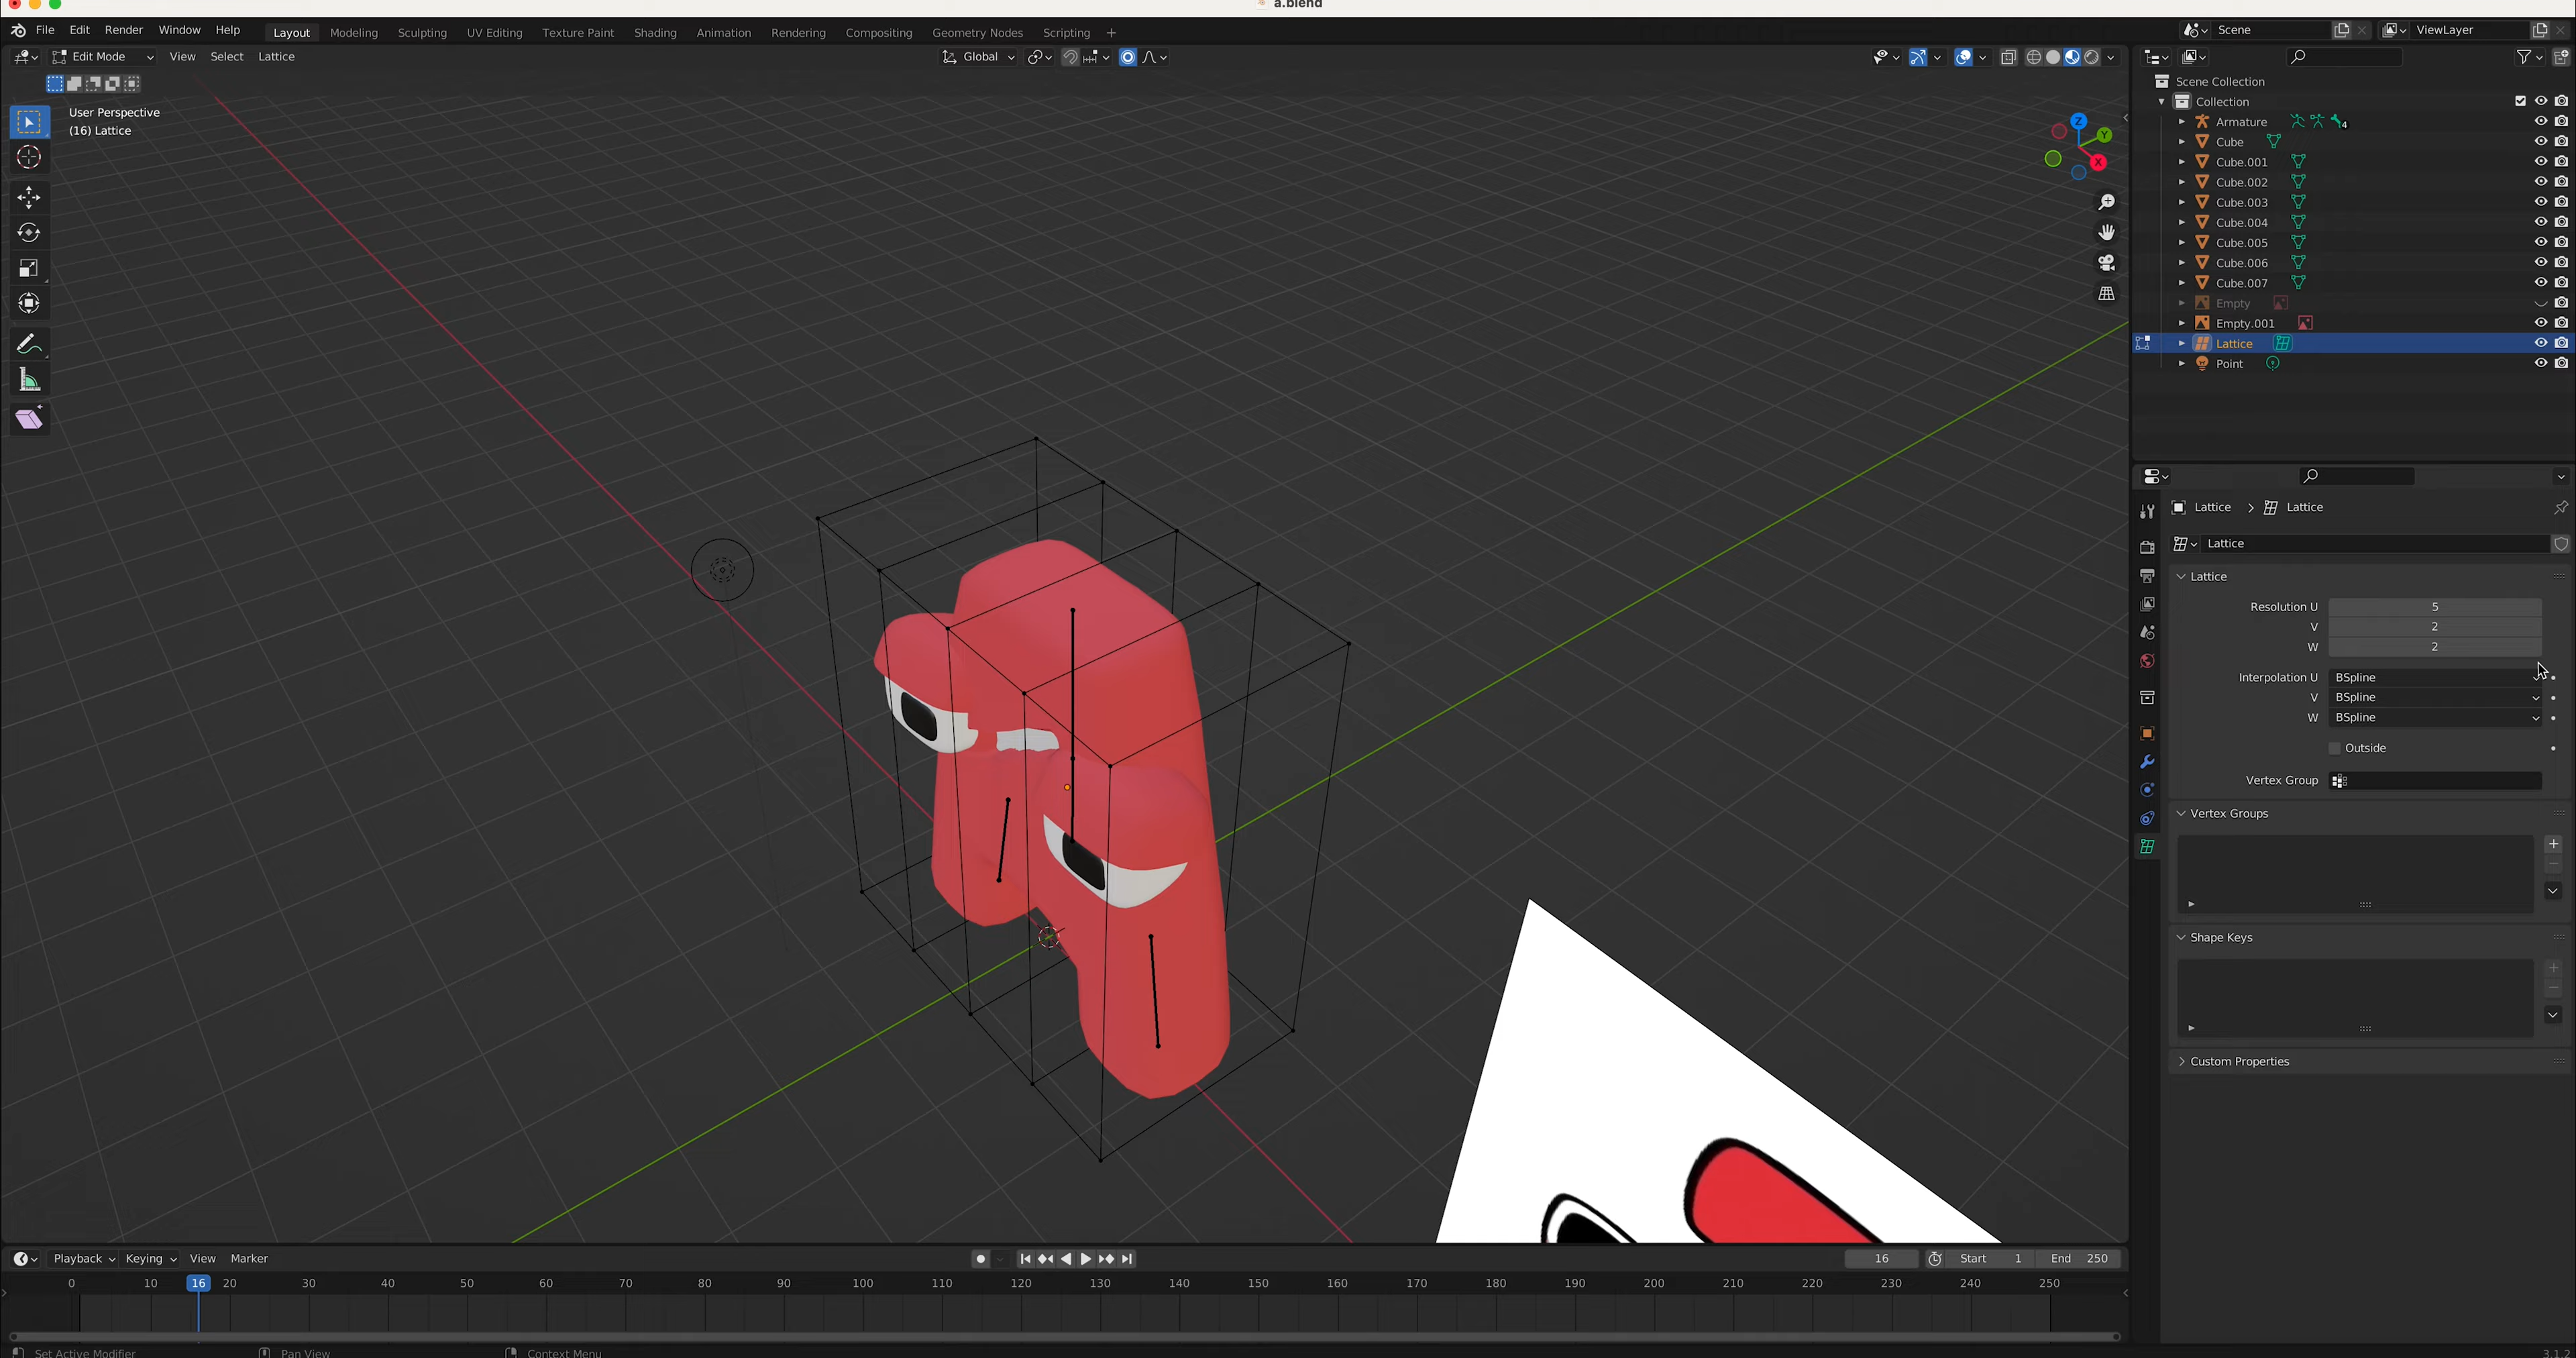 a.blend
File Edit Render Window Help Layout Modeling Sculpting UV Editing Texture Paint Shading Animation Rendering Compositing Geometry Nodes Scripting + Scene ViewLayer
Edit Mode View Select Lattice Global
User Perspective
(16) Lattice
Z
Y
X
Scene Collection
Collection
Armature 4
Cube
Cube.001
Cube.002
Cube.003
Cube.004
Cube.005
Cube.006
Cube.007
Empty
Empty.001
Lattice
Point
Lattice > Lattice
Lattice
Lattice
Resolution U 5
V 2
W 2
Interpolation U BSpline
V BSpline
W BSpline
Outside
Vertex Group
Vertex Groups
Shape Keys
Custom Properties
Playback Keying View Marker 16 Start 1 End 250
0 10 16 20 30 40 50 60 70 80 90 100 110 120 130 140 150 160 170 180 190 200 210 220 230 240 250
Set Active Modifier Pan View Context Menu 3.1.2